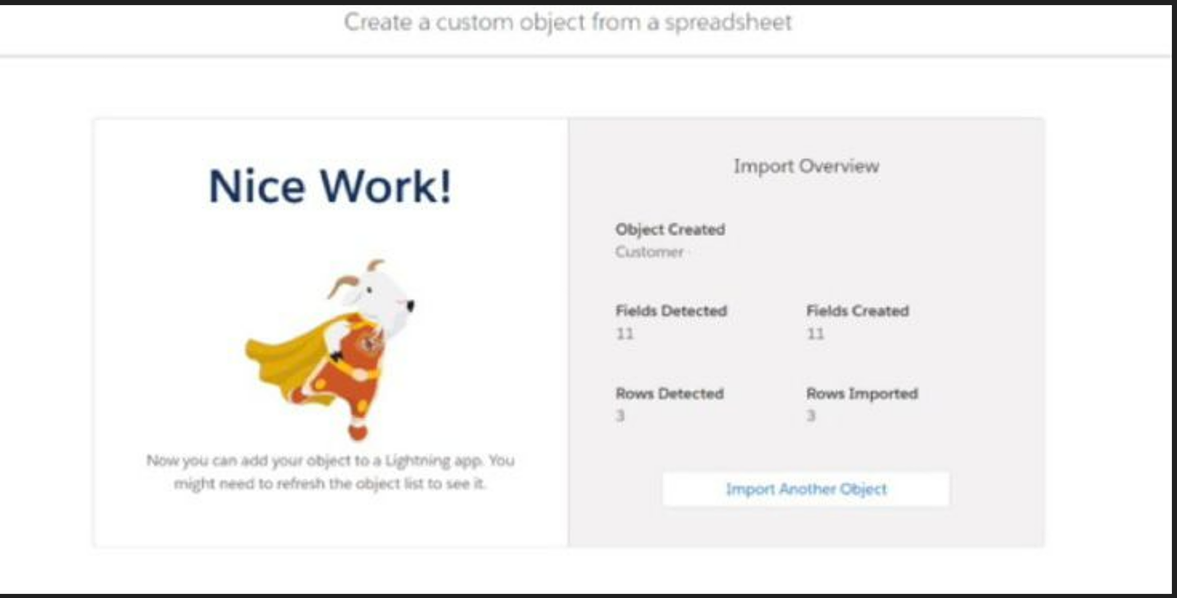 Create a custom object from a spreadsheet
Nice Work!
Now you can add your object to a Lightning app. You
might need to refresh the object list to see it.
Import Overview
Object Created
Customer
Fields Detected
11
Fields Created
11
Rows Detected
3
Rows Imported
3
Import Another Object